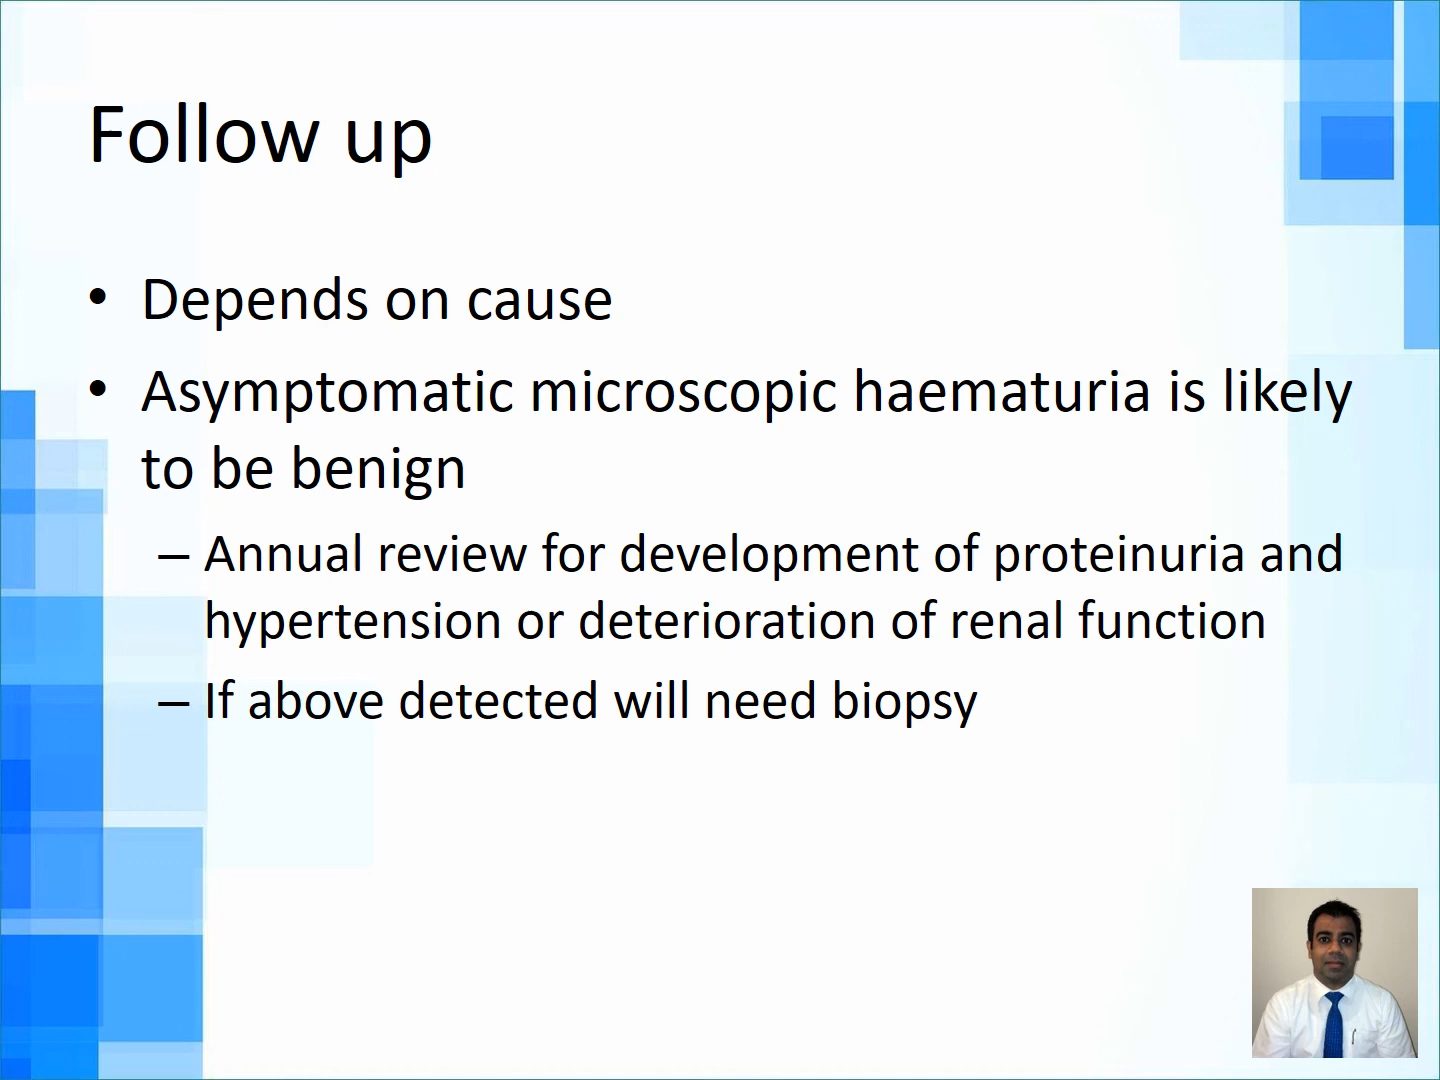 Follow up
• Depends on cause
• Asymptomatic microscopic haematuria is likely
to be benign
– Annual review for development of proteinuria and
hypertension or deterioration of renal function
– If above detected will need biopsy